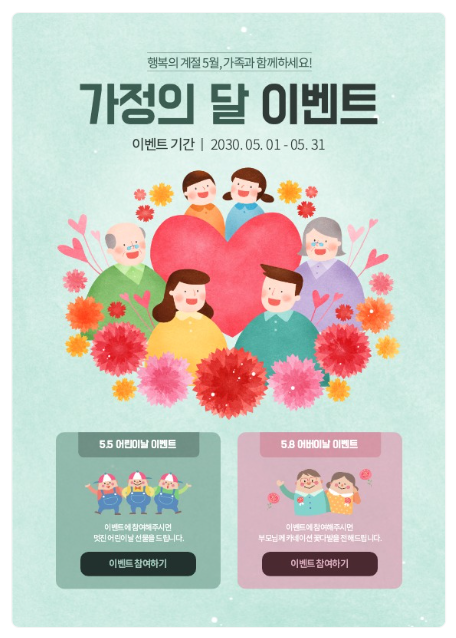 행복의 계절 5월, 가족과 함께하세요!
가정의 달 이벤트
이벤트 기간 | 2030. 05. 01 - 05. 31
5.5 어린이날 이벤트
이벤트에 참여해주시면
멋진 어린이날 선물을 드립니다.
이벤트 참여하기
5.8 어버이날 이벤트
이벤트에 참여해주시면
부모님께 카네이션 꽃다발을 전해드립니다.
이벤트 참여하기